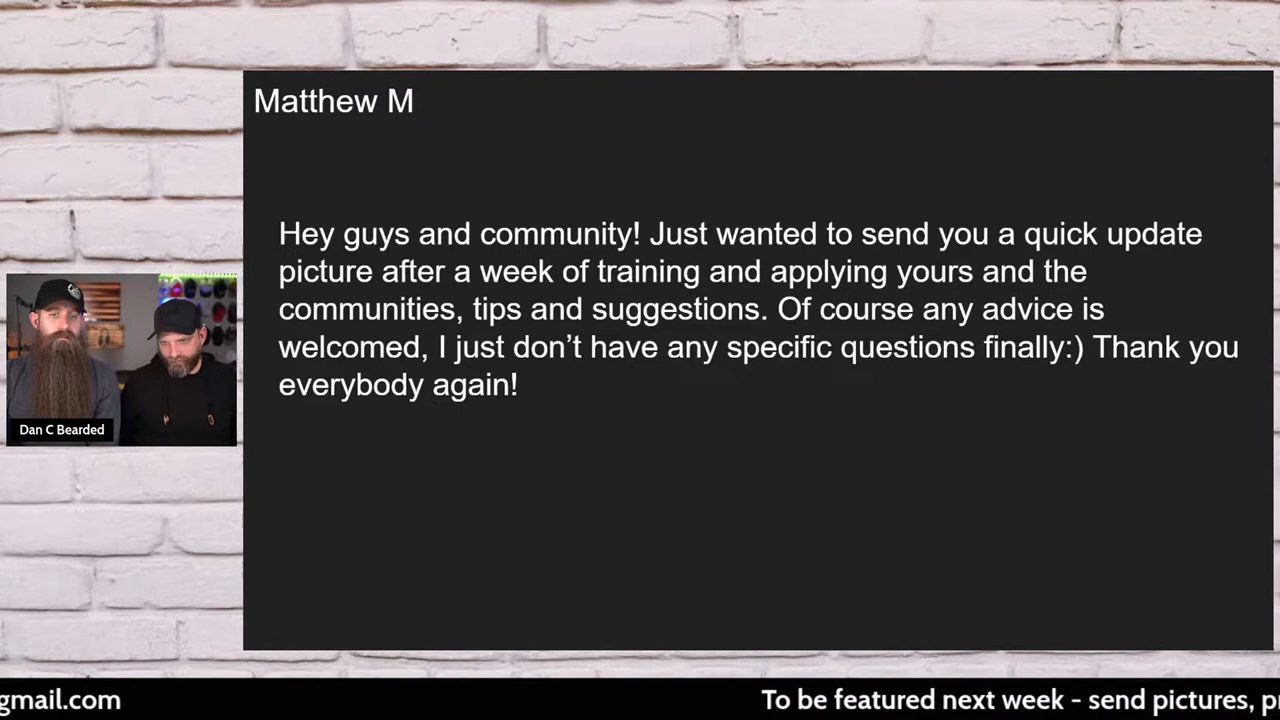 Matthew M
Hey guys and community! Just wanted to send you a quick update
picture after a week of training and applying yours and the
communities, tips and suggestions. Of course any advice is
welcomed, I just don’t have any specific questions finally:) Thank you
everybody again!
Dan C Bearded
gmail.com
To be featured next week - send pictures,